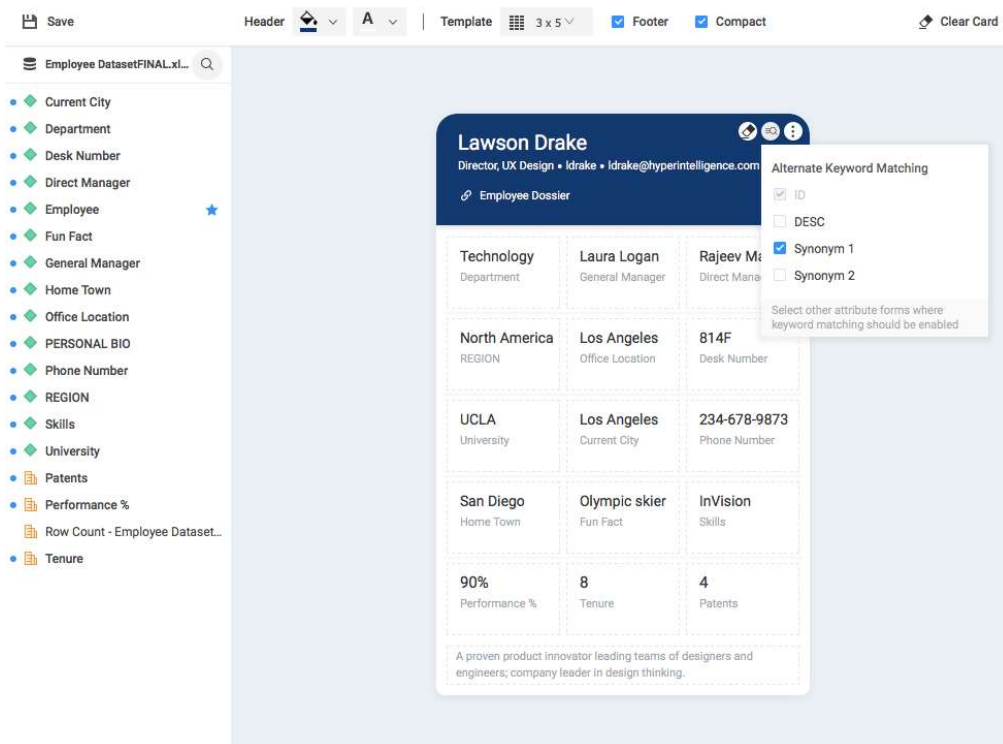 Save
Header
A
Template
3 x 5
Footer
Compact
Clear Card
Employee DatasetFINAL.xl...
Current City
Department
Desk Number
Direct Manager
Employee
Fun Fact
General Manager
Home Town
Office Location
PERSONAL BIO
Phone Number
REGION
Skills
University
Patents
Performance %
Row Count - Employee Dataset...
Tenure
Lawson Drake
Director, UX Design • ldrake • ldrake@hyperintelligence.com
Employee Dossier
Alternate Keyword Matching
ID
DESC
Synonym 1
Synonym 2
Select other attribute forms where
keyword matching should be enabled
Technology
Department
Laura Logan
General Manager
Rajeev Ma
Direct Mana
North America
REGION
Los Angeles
Office Location
814F
Desk Number
UCLA
University
Los Angeles
Current City
234-678-9873
Phone Number
San Diego
Home Town
Olympic skier
Fun Fact
InVision
Skills
90%
Performance %
8
Tenure
4
Patents
A proven product innovator leading teams of designers and
engineers; company leader in design thinking.